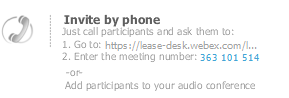 Invite by phone
Just call participants and ask them to:
1. Go to: https://lease-desk.webex.com/l...
2. Enter the meeting number: 363 101 514
-or-
Add participants to your audio conference